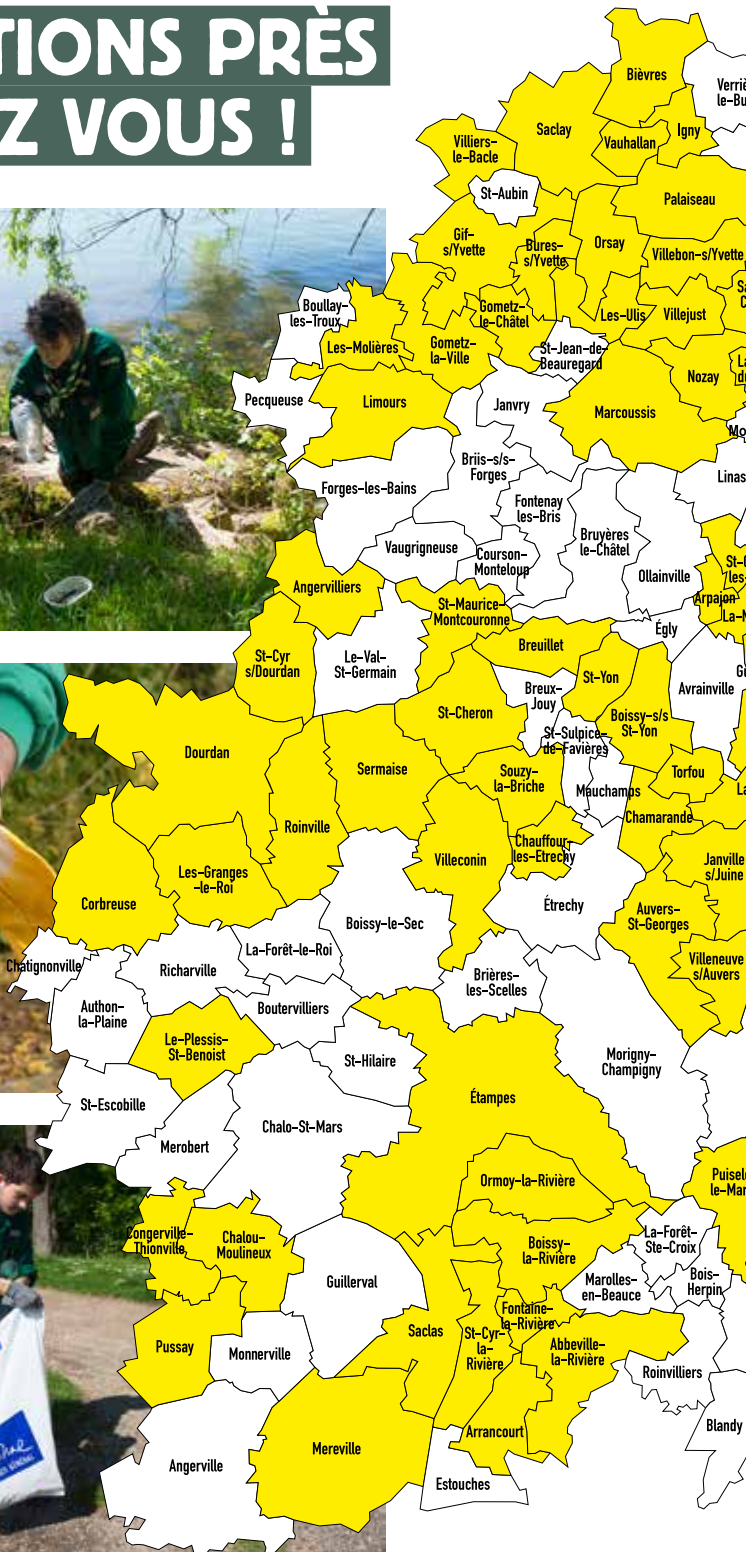 TIONS PRÈS
Z VOUS !
Bièvres
Saclay
Igny
Vauhallan
Villiers–
le–Bacle
St–Aubin
Palaiseau
Gif–
s/Yvette
Bures–
s/Yvette
Orsay
Villebon–s/Yvette
Boullay–
les–Troux
Gometz–
le–Châtel
Les–Ulis
Villejust
Les–Molières
Gometz–
la–Ville
St–Jean–de–
Beauregard
Nozay
Pecqueuse
Limours
Janvry
Marcoussis
Briis–s/s–
Forges
Linas
Forges–les–Bains
Fontenay
les–Bris
Bruyères
le–Châtel
Vaugrigneuse
Courson–
Monteloup
Ollainville
Angervilliers
St–Maurice–
Montcouronne
Arpajon
Égly
Breuillet
St–Cyr
s/Dourdan
Le–Val–
St–Germain
St–Yon
Breux–
Jouy
Avrainville
St–Cheron
Boissy–s/s
St–Yon
St–Sulpice–
de–Favières
Dourdan
Sermaise
Souzy–
la–Briche
Torfou
Mauchamps
Chamarande
Roinville
Chauffour–
les–Etrechy
Villeconin
Janville
s/Juine
Les–Granges
–le–Roi
Corbreuse
Étrechy
Auvers–
St–Georges
Boissy–le–Sec
La–Forêt–le–Roi
Chatignonville
Richarville
Villeneuve
s/Auvers
Brières–
les–Scelles
Authon–
la–Plaine
Boutervilliers
Le–Plessis–
St–Benoist
St–Hilaire
Morigny–
Champigny
Étampes
St–Escobille
Chalo–St–Mars
Merobert
Ormoy–la–Rivière
Congerville–
Thionville
Chalou–
Moulineux
Boissy–
la–Rivière
La–Forêt–
Ste–Croix
Guillerval
Marolles–
en–Beauce
Bois–
Herpin
Fontaine–
la–Rivière
Saclas
St–Cyr–
la–
Rivière
Pussay
Monnerville
Abbeville–
la–Rivière
Roinvilliers
Blandy
Arrancourt
Mereville
Angerville
Estouches